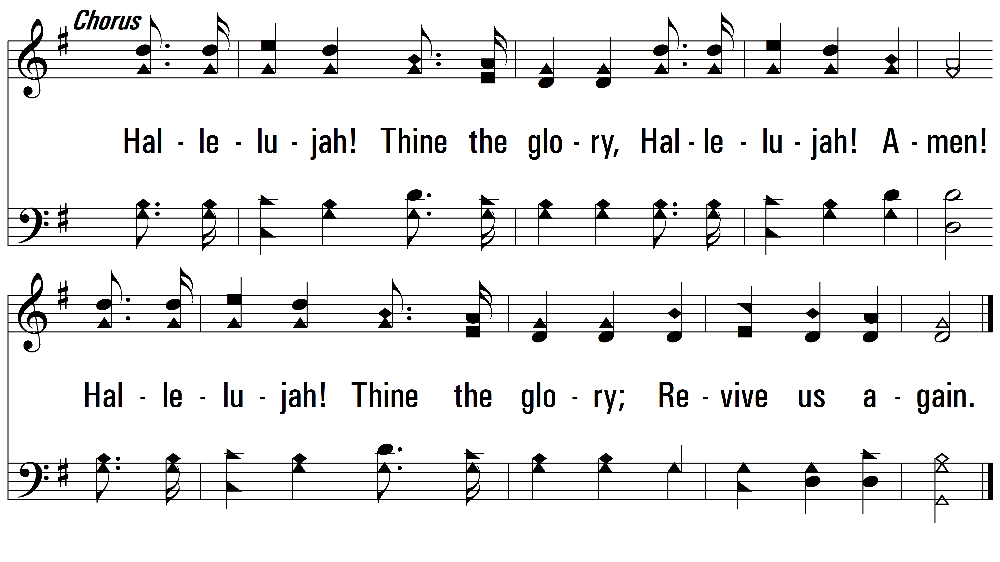 Chorus
Hal - le - lu - jah! Thine the glo - ry, Hal - le - lu - jah! A - men!
Hal - le - lu - jah! Thine the glo - ry; Re - vive us a - gain.